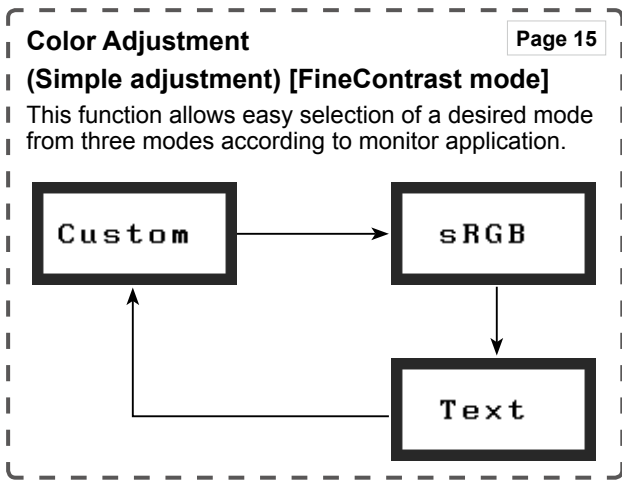 Color Adjustment
Page 15
(Simple adjustment) [FineContrast mode]
This function allows easy selection of a desired mode
from three modes according to monitor application.
Custom
sRGB
Text